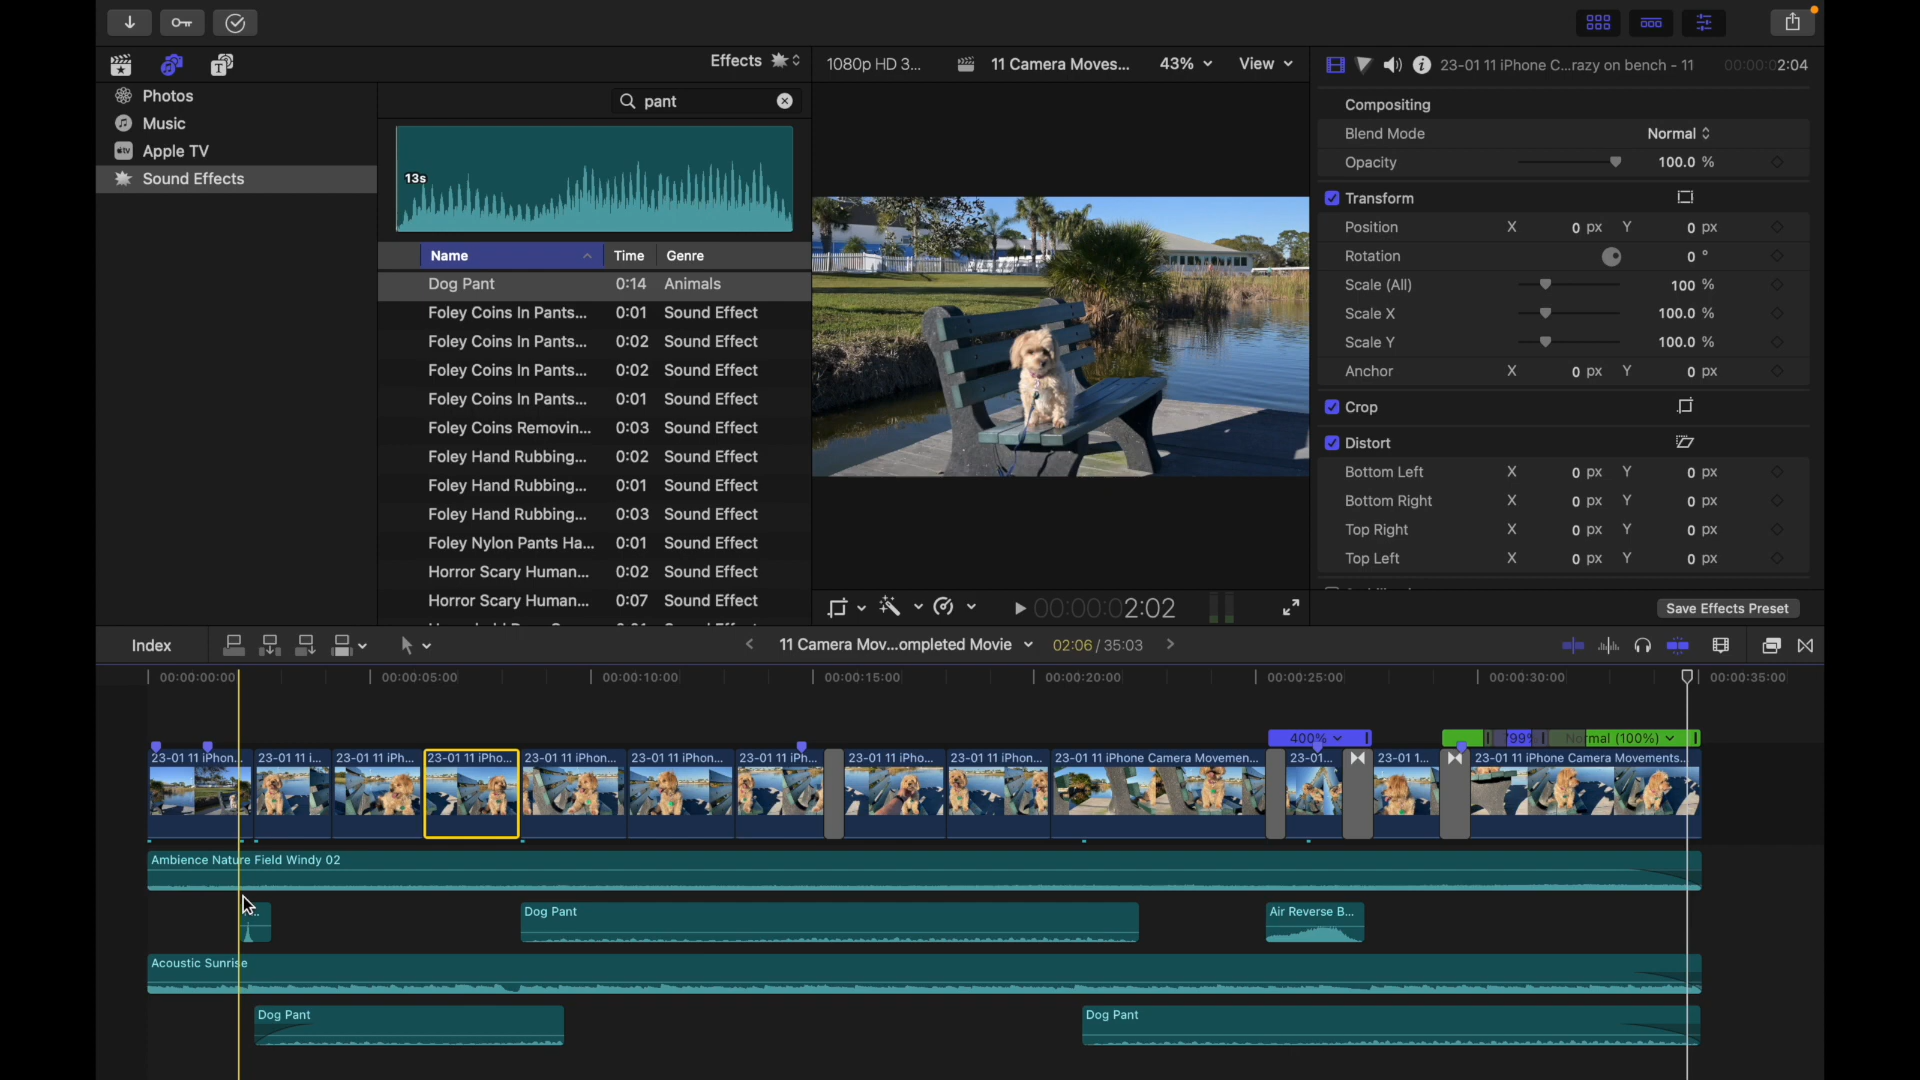 Effects
1080p HD 3...
11 Camera Moves...
43%
View
23-01 11 iPhone C...razy on bench - 11
00:00:02:04
Photos
Music
Apple TV
Sound Effects
pant
13s
Name Time Genre
Dog Pant 0:14 Animals
Foley Coins In Pants... 0:01 Sound Effect
Foley Coins In Pants... 0:02 Sound Effect
Foley Coins In Pants... 0:02 Sound Effect
Foley Coins In Pants... 0:01 Sound Effect
Foley Coins Removin... 0:03 Sound Effect
Foley Hand Rubbing... 0:02 Sound Effect
Foley Hand Rubbing... 0:01 Sound Effect
Foley Hand Rubbing... 0:03 Sound Effect
Foley Nylon Pants Ha... 0:01 Sound Effect
Horror Scary Human... 0:02 Sound Effect
Horror Scary Human... 0:07 Sound Effect
00:00:02:02
Compositing
Blend Mode Normal
Opacity 100.0 %
Transform
Position X 0 px Y 0 px
Rotation 0 °
Scale (All) 100 %
Scale X 100.0 %
Scale Y 100.0 %
Anchor X 0 px Y 0 px
Crop
Distort
Bottom Left X 0 px Y 0 px
Bottom Right X 0 px Y 0 px
Top Right X 0 px Y 0 px
Top Left X 0 px Y 0 px
Save Effects Preset
Index
11 Camera Mov...ompleted Movie
02:06 / 35:03
00:00:00:00 00:00:05:00 00:00:10:00 00:00:15:00 00:00:20:00 00:00:25:00 00:00:30:00 00:00:35:00
400% 99% Normal (100%)
23-01 11 iPhon... 23-01 11 i... 23-01 11 iPh... 23-01 11 iPho... 23-01 11 iPhon... 23-01 11 iPhon... 23-01 11 iPh... 23-01 11 iPho... 23-01 11 iPhon... 23-01 11 iPhone Camera Movemen... 23-01... 23-01 1... 23-01 11 iPhone Camera Movements...
Ambience Nature Field Windy 02
Dog Pant
Air Reverse B...
Acoustic Sunrise
Dog Pant
Dog Pant